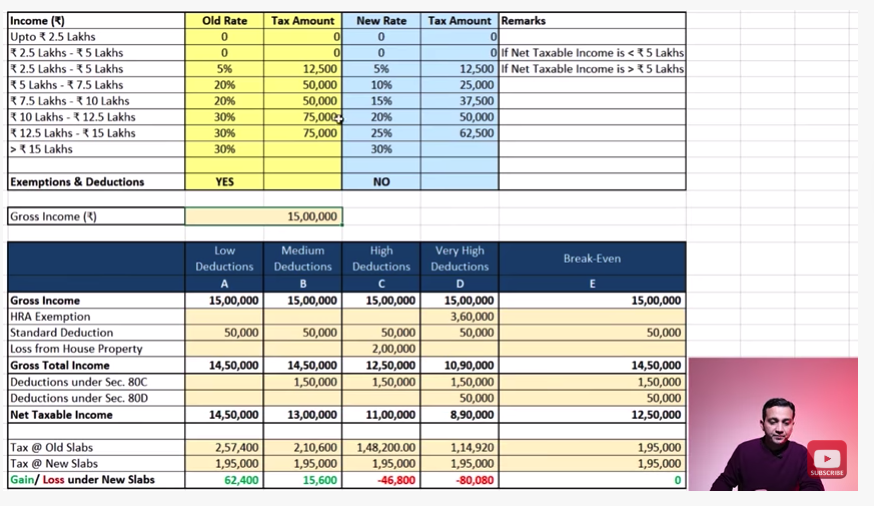 Income (₹) Old Rate Tax Amount New Rate Tax Amount Remarks
Upto ₹ 2.5 Lakhs 0 0 0 0
₹ 2.5 Lakhs - ₹ 5 Lakhs 0 0 0 0 If Net Taxable Income is < ₹ 5 Lakhs
₹ 2.5 Lakhs - ₹ 5 Lakhs 5% 12,500 5% 12,500 If Net Taxable Income is > ₹ 5 Lakhs
₹ 5 Lakhs - ₹ 7.5 Lakhs 20% 50,000 10% 25,000
₹ 7.5 Lakhs - ₹ 10 Lakhs 20% 50,000 15% 37,500
₹ 10 Lakhs - ₹ 12.5 Lakhs 30% 75,000 20% 50,000
₹ 12.5 Lakhs - ₹ 15 Lakhs 30% 75,000 25% 62,500
> ₹ 15 Lakhs 30% 30%
Exemptions & Deductions YES NO
Gross Income (₹) 15,00,000
Low Deductions Medium Deductions High Deductions Very High Deductions Break-Even
A B C D E
Gross Income 15,00,000 15,00,000 15,00,000 15,00,000 15,00,000
HRA Exemption 3,60,000
Standard Deduction 50,000 50,000 50,000 50,000 50,000
Loss from House Property 2,00,000
Gross Total Income 14,50,000 14,50,000 12,50,000 10,90,000 14,50,000
Deductions under Sec. 80C 1,50,000 1,50,000 1,50,000 1,50,000
Deductions under Sec. 80D 50,000 50,000
Net Taxable Income 14,50,000 13,00,000 11,00,000 8,90,000 12,50,000
Tax @ Old Slabs 2,57,400 2,10,600 1,48,200.00 1,14,920 1,95,000
Tax @ New Slabs 1,95,000 1,95,000 1,95,000 1,95,000 1,95,000
Gain/ Loss under New Slabs 62,400 15,600 -46,800 -80,080 0
SUBSCRIBE